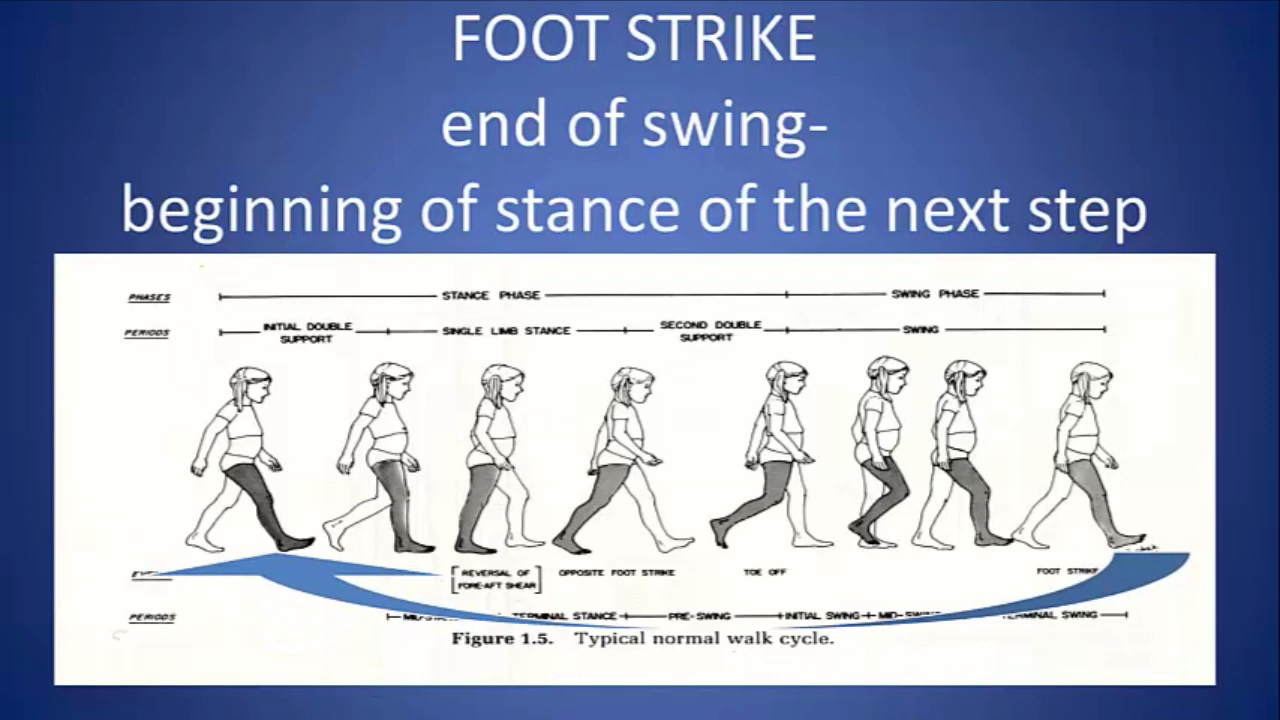 FOOT STRIKE
end of swing-
beginning of stance of the next step
PHASES STANCE PHASE SWING PHASE
PERIODS INITIAL DOUBLE SUPPORT SINGLE LIMB STANCE SECOND DOUBLE SUPPORT SWING
REVERSAL OF FORE-AFT SHEAR OPPOSITE FOOT STRIKE TOE OFF FOOT STRIKE
PERIODS TERMINAL STANCE PRE-SWING INITIAL SWING TERMINAL SWING
Figure 1.5. Typical normal walk cycle.